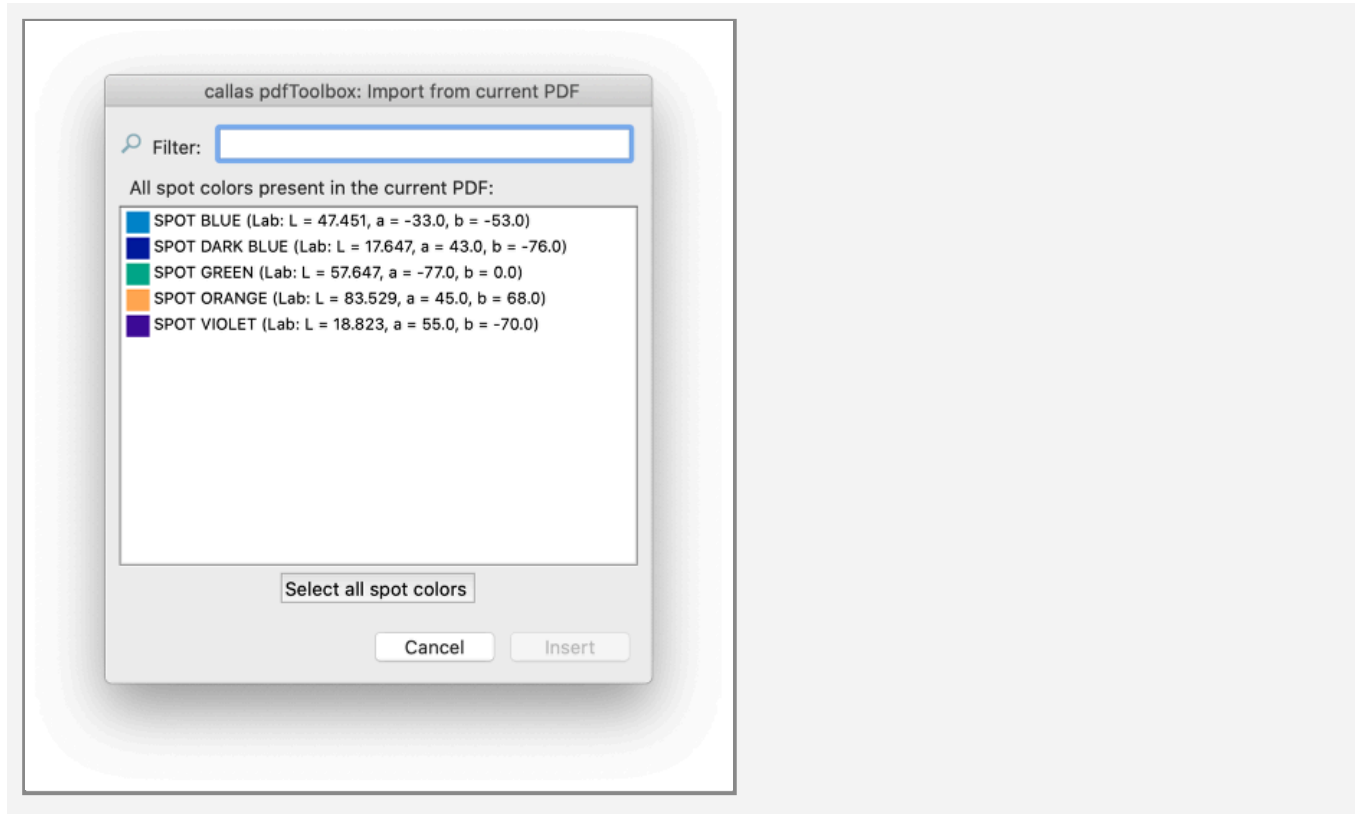 callas pdfToolbox: Import from current PDF
Filter:
All spot colors present in the current PDF:
SPOT BLUE (Lab: L = 47.451, a = -33.0, b = -53.0)
SPOT DARK BLUE (Lab: L = 17.647, a = 43.0, b = -76.0)
SPOT GREEN (Lab: L = 57.647, a = -77.0, b = 0.0)
SPOT ORANGE (Lab: L = 83.529, a = 45.0, b = 68.0)
SPOT VIOLET (Lab: L = 18.823, a = 55.0, b = -70.0)
Select all spot colors
Cancel Insert